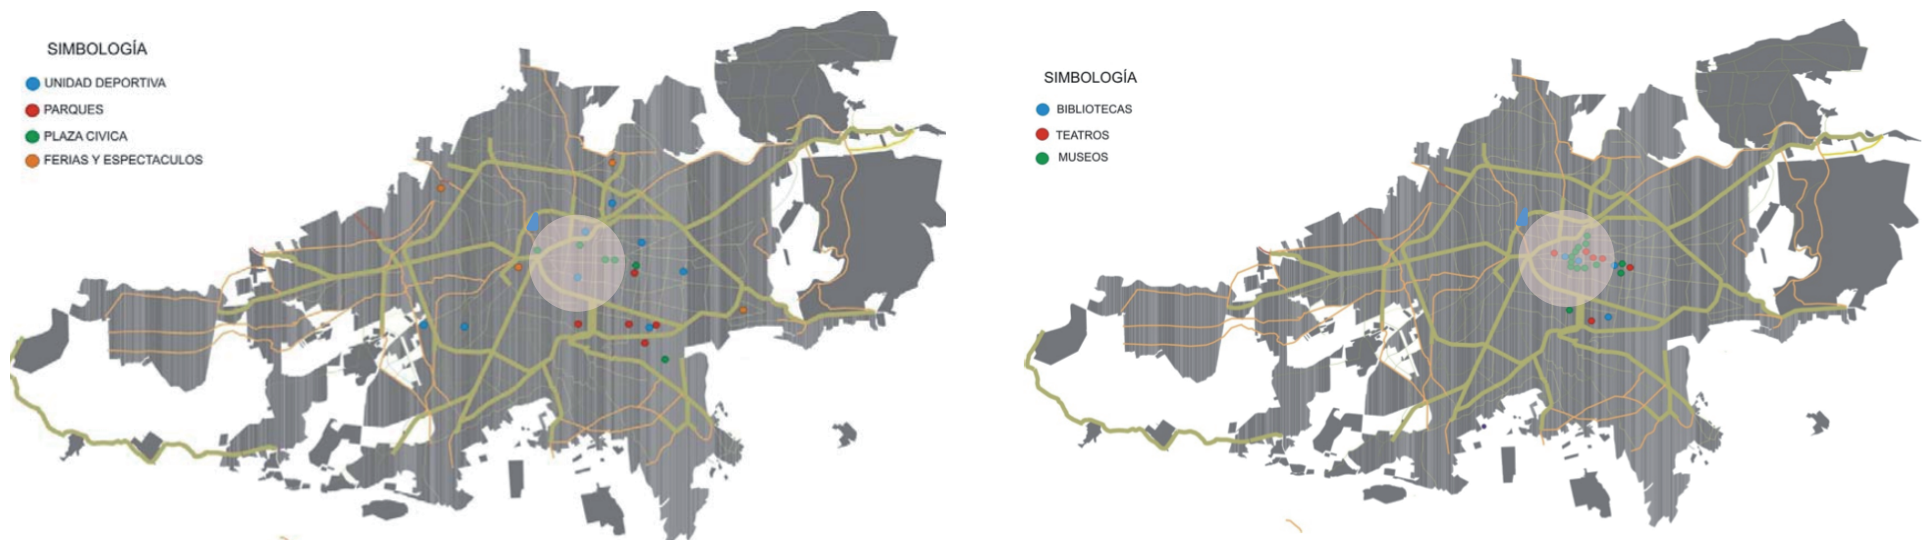 SIMBOLOGÍA
UNIDAD DEPORTIVA
PARQUES
PLAZA CIVICA
FERIAS Y ESPECTACULOS
SIMBOLOGÍA
BIBLIOTECAS
TEATROS
MUSEOS